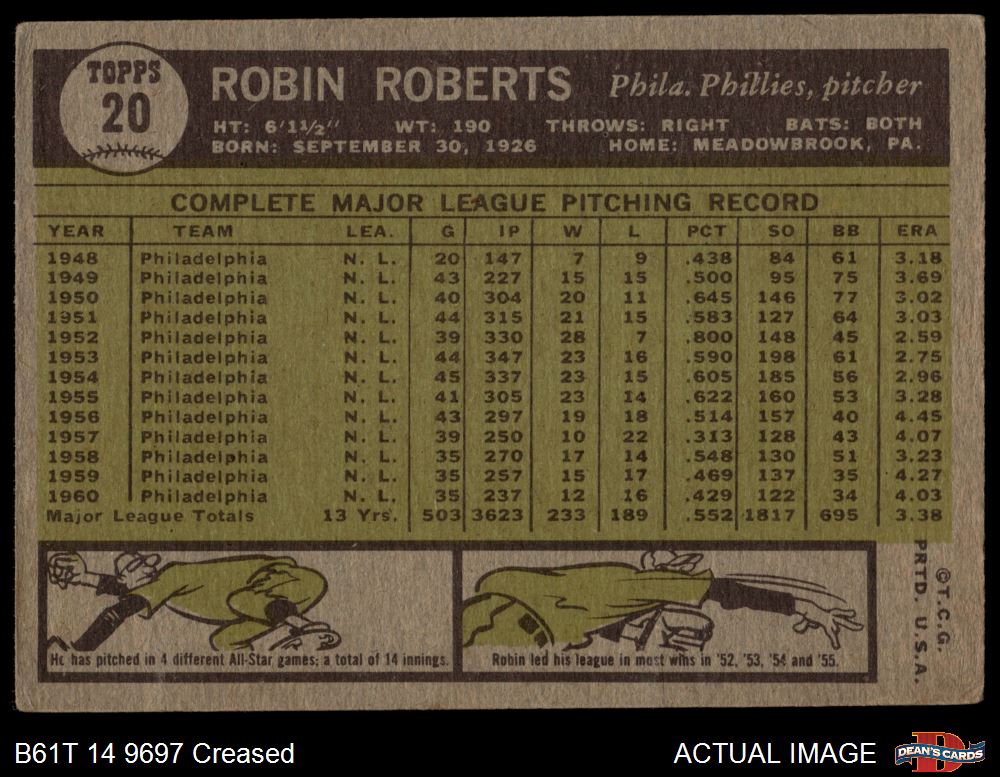 TOPPS
20
ROBIN ROBERTS Phila. Phillies, pitcher
HT: 6'11½" WT: 190 THROWS: RIGHT BATS: BOTH
BORN: SEPTEMBER 30, 1926 HOME: MEADOWBROOK, PA.
COMPLETE MAJOR LEAGUE PITCHING RECORD
YEAR TEAM LEA. G IP W L PCT SO BB ERA
1948 Philadelphia N. L. 20 147 7 9 .438 84 61 3.18
1949 Philadelphia N. L. 43 227 15 15 .500 95 75 3.69
1950 Philadelphia N. L. 40 304 20 11 .645 146 77 3.02
1951 Philadelphia N. L. 44 315 21 15 .583 127 64 3.03
1952 Philadelphia N. L. 39 330 28 7 .800 148 45 2.59
1953 Philadelphia N. L. 44 347 23 16 .590 198 61 2.75
1954 Philadelphia N. L. 45 337 23 15 .605 185 56 2.96
1955 Philadelphia N. L. 41 305 23 14 .622 160 53 3.28
1956 Philadelphia N. L. 43 297 19 18 .514 157 40 4.45
1957 Philadelphia N. L. 39 250 10 22 .313 128 43 4.07
1958 Philadelphia N. L. 35 270 17 14 .548 130 51 3.23
1959 Philadelphia N. L. 35 257 15 17 .469 137 35 4.27
1960 Philadelphia N. L. 35 237 12 16 .429 122 34 4.03
Major League Totals 13 Yrs. 503 3623 233 189 .552 1817 695 3.38
He has pitched in 4 different All-Star games; a total of 14 innings.
Robin led his league in most wins in '52, '53, '54 and '55.
©T.C.G.
PRTD. U.S.A.
B61T 14 9697 Creased
ACTUAL IMAGE
DEAN'S CARDS